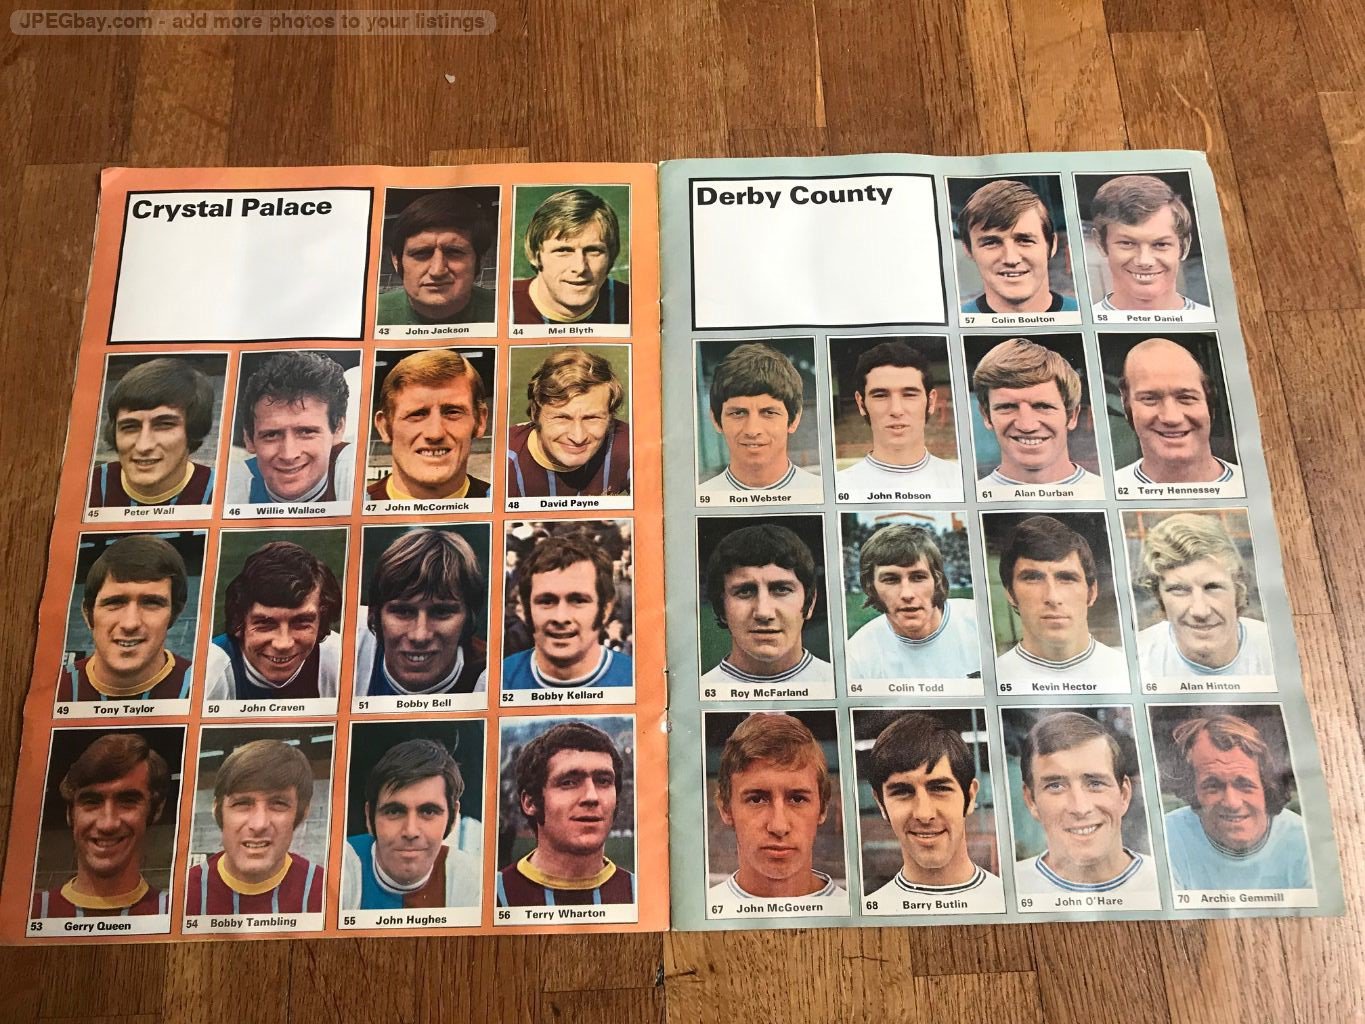 JPEGbay.com - add more photos to your listings
Crystal Palace
43 John Jackson
44 Mel Blyth
45 Peter Wall
46 Willie Wallace
47 John McCormick
48 David Payne
49 Tony Taylor
50 John Craven
51 Bobby Bell
52 Bobby Kellard
53 Gerry Queen
54 Bobby Tambling
55 John Hughes
56 Terry Wharton
Derby County
57 Colin Boulton
58 Peter Daniel
59 Ron Webster
60 John Robson
61 Alan Durban
62 Terry Hennessey
63 Roy McFarland
64 Colin Todd
65 Kevin Hector
66 Alan Hinton
67 John McGovern
68 Barry Butlin
69 John O'Hare
70 Archie Gemmill